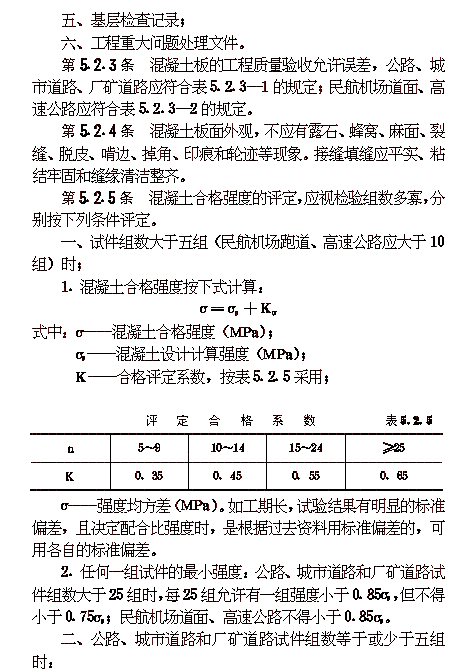 五、基层检查记录；
六、工程重大问题处理文件。
第5.2.3条　混凝土板的工程质量验收允许误差，公路、城
市道路、厂矿道路应符合表5.2.3—1的规定；民航机场道面、高
速公路应符合表5.2.3—2的规定。
第5.2.4条　混凝土板面外观，不应有露石、蜂窝、麻面、裂
缝、脱皮、啃边、掉角、印痕和轮迹等现象。接缝填缝应平实、粘
结牢固和缝缘清洁整齐。
第5.2.5条　混凝土合格强度的评定，应视检验组数多寡，分
别按下列条件评定。
一、试件组数大于五组（民航机场跑道、高速公路应大于10
组）时；
1. 混凝土合格强度按下式计算：
σ＝σs＋Kσ
式中：σ——混凝土合格强度（MPa）；
σs——混凝土设计计算强度（MPa）；
K——合格评定系数，按表5.2.5采用；
评 定 合 格 系 数　表5.2.5
n 5～9 10～14 15～24 ≥25
K 0.35 0.45 0.55 0.65
σ——强度均方差（MPa）。如工期长，试验结果有明显的标准
偏差，且决定配合比强度时，是根据过去资料用标准偏差的，可
用各自的标准偏差。
2. 任何一组试件的最小强度：公路、城市道路和厂矿道路试
件组数大于25组时，每25组允许有一组强度小于0.85σs，但不得
小于0.75σs；民航机场道面、高速公路不得小于0.85σs。
二、公路、城市道路和厂矿道路试件组数等于或少于五组
时：